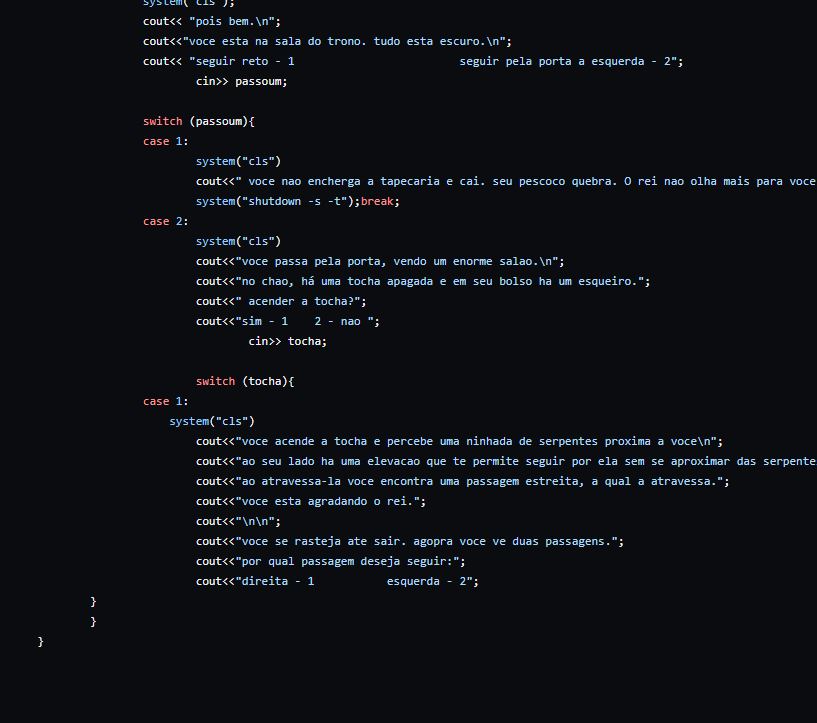 system("cls");
cout<< "pois bem.\n";
cout<<"voce esta na sala do trono. tudo esta escuro.\n";
cout<< "seguir reto - 1                         seguir pela porta a esquerda - 2";
cin>> passoum;
switch (passoum){
case 1:
system("cls")
cout<<" voce nao encherga a tapecaria e cai. seu pescoco quebra. O rei nao olha mais para voce
system("shutdown -s -t");break;
case 2:
system("cls")
cout<<"voce passa pela porta, vendo um enorme salao.\n";
cout<<"no chao, há uma tocha apagada e em seu bolso ha um esqueiro.";
cout<<" acender a tocha?";
cout<<"sim - 1    2 - nao ";
cin>> tocha;
switch (tocha){
case 1:
system("cls")
cout<<"voce acende a tocha e percebe uma ninhada de serpentes proxima a voce\n";
cout<<"ao seu lado ha uma elevacao que te permite seguir por ela sem se aproximar das serpente
cout<<"ao atravessa-la voce encontra uma passagem estreita, a qual a atravessa.";
cout<<"voce esta agradando o rei.";
cout<<"\n\n";
cout<<"voce se rasteja ate sair. agopra voce ve duas passagens.";
cout<<"por qual passagem deseja seguir:";
cout<<"direita - 1           esquerda - 2";
}
}
}